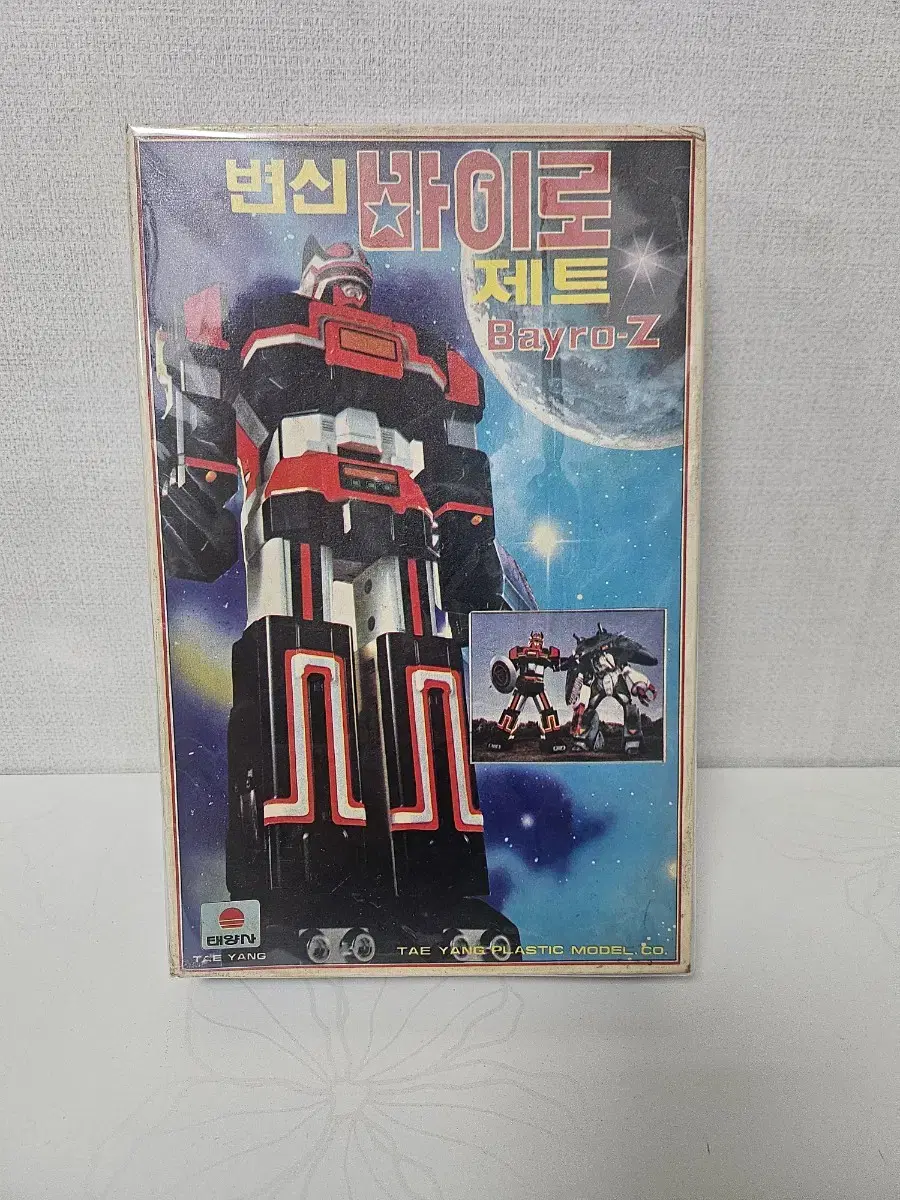 변신 바이로
제트
Bayro-Z
태양사
TAE YANG
TAE YANG PLASTIC MODEL.CO.